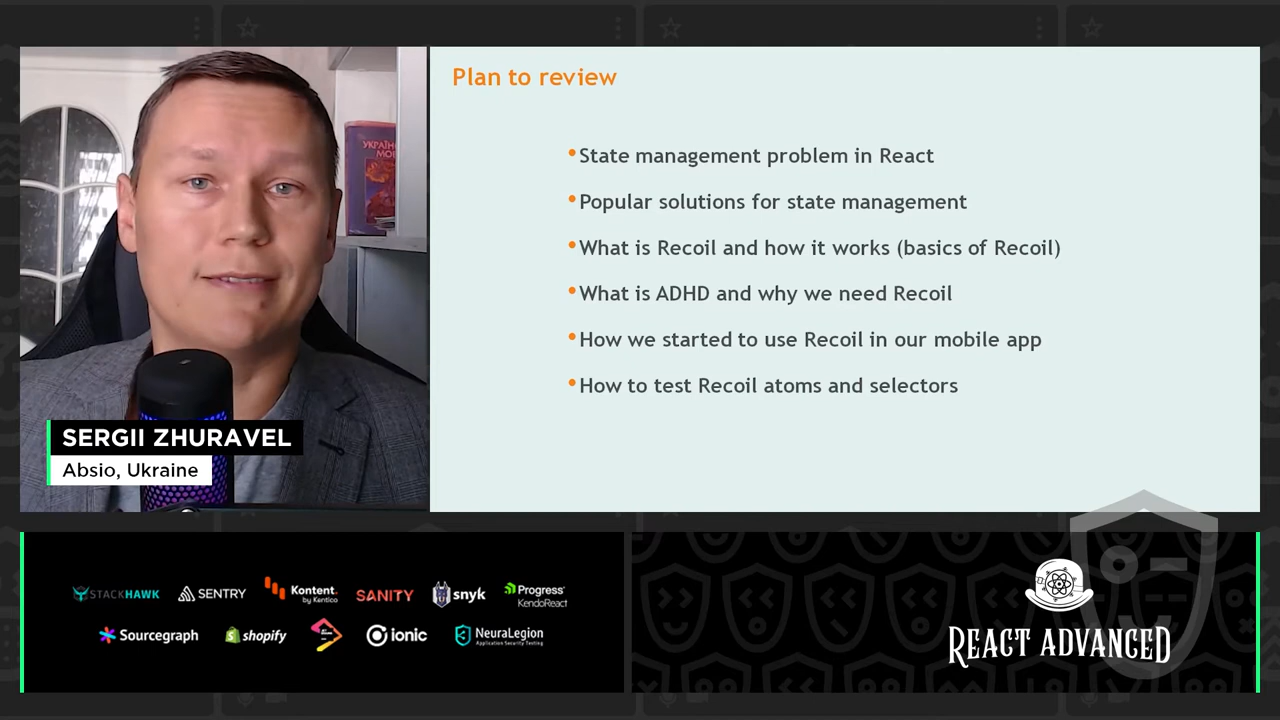 Plan to review
State management problem in React
Popular solutions for state management
What is Recoil and how it works (basics of Recoil)
What is ADHD and why we need Recoil
How we started to use Recoil in our mobile app
How to test Recoil atoms and selectors
SERGII ZHURAVEL
Absio, Ukraine
STACKHAWK
SENTRY
Kontent.
by Kentico
SANITY
snyk
Progress
KendoReact
Sourcegraph
shopify
ionic
NeuraLegion
Application Security Testing
REACT ADVANCED